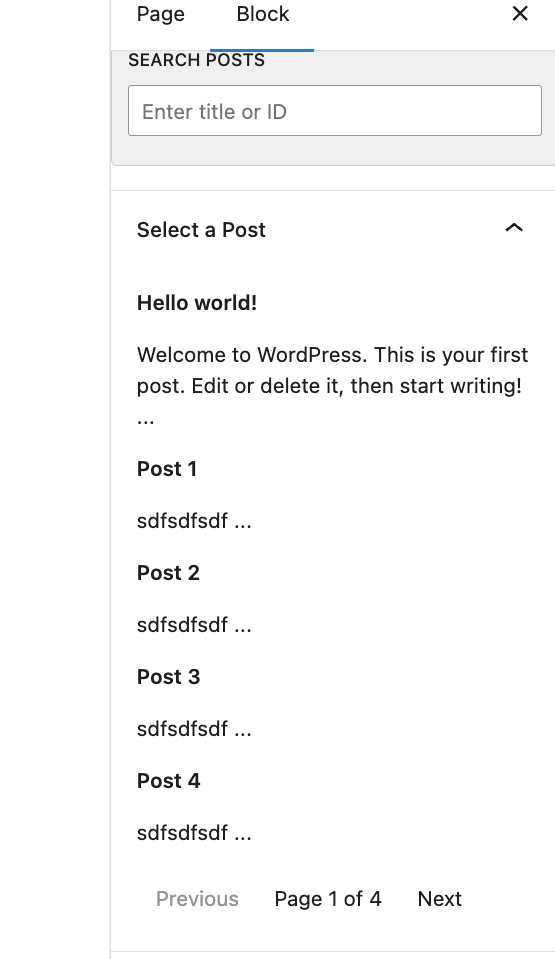 Page Block
SEARCH POSTS
Enter title or ID
Select a Post
Hello world!
Welcome to WordPress. This is your first
post. Edit or delete it, then start writing!
...
Post 1
sdfsdfsdf ...
Post 2
sdfsdfsdf ...
Post 3
sdfsdfsdf ...
Post 4
sdfsdfsdf ...
Previous Page 1 of 4 Next